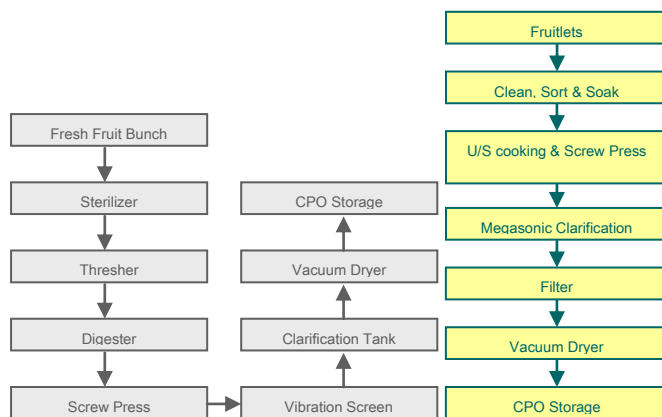 Fresh Fruit Bunch
Sterilizer
Thresher
Digester
Screw Press
Vibration Screen
Clarification Tank
Vacuum Dryer
CPO Storage
Fruitlets
Clean, Sort & Soak
U/S cooking & Screw Press
Megasonic Clarification
Filter
Vacuum Dryer
CPO Storage